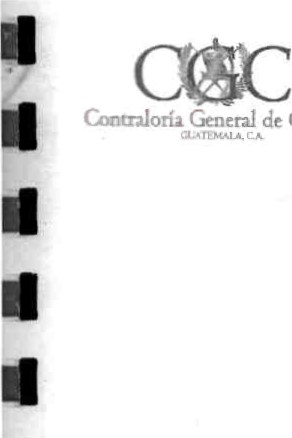 CGC
Contraloría General de
GUATEMALA, C.A.